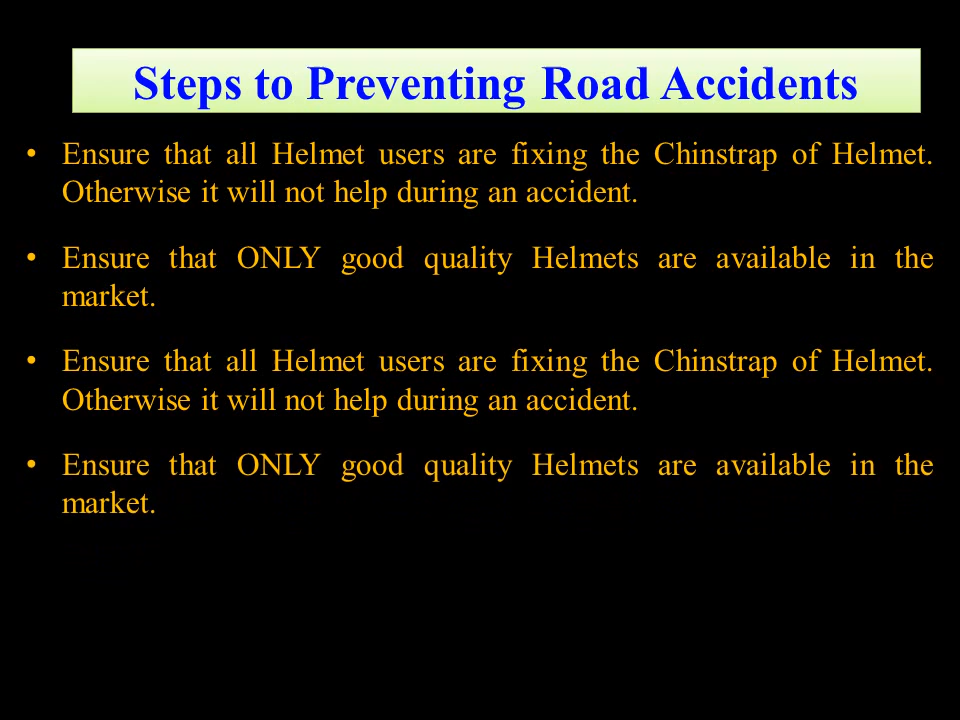 Steps to Preventing Road Accidents
• Ensure that all Helmet users are fixing the Chinstrap of Helmet.
Otherwise it will not help during an accident.
• Ensure that ONLY good quality Helmets are available in the
market.
• Ensure that all Helmet users are fixing the Chinstrap of Helmet.
Otherwise it will not help during an accident.
• Ensure that ONLY good quality Helmets are available in the
market.